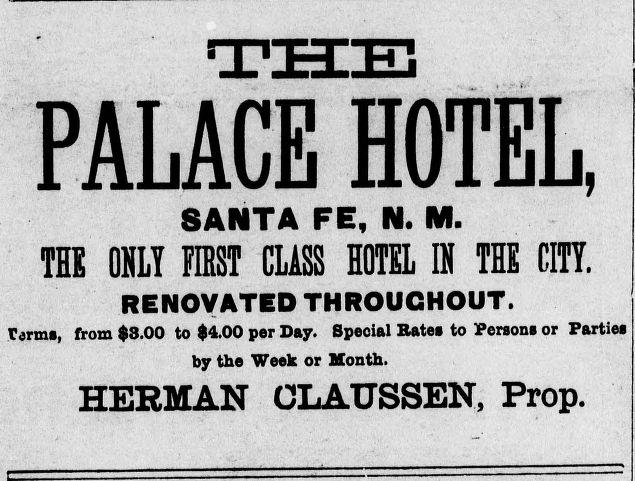 THE
PALACE HOTEL,
SANTA FE, N. M.
THE ONLY FIRST CLASS HOTEL IN THE CITY.
RENOVATED THROUGHOUT.
Terms, from $3.00 to $4.00 per Day. Special Rates to Persons or Parties
by the Week or Month.
HERMAN CLAUSSEN, Prop.